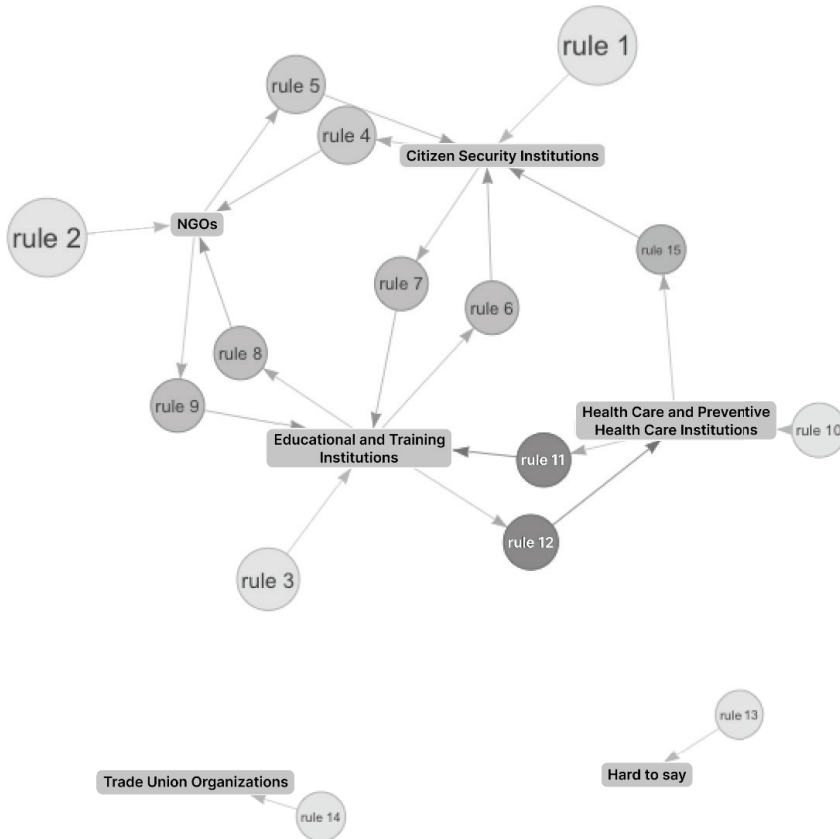 rule 1
rule 5
rule 4
Citizen Security Institutions
NGOs
rule 2
rule 15
rule 7
rule 6
rule 8
rule 9
Health Care and Preventive
Health Care Institutions
rule 10
Educational and Training
Institutions
rule 11
rule 12
rule 3
rule 13
Hard to say
Trade Union Organizations
rule 14